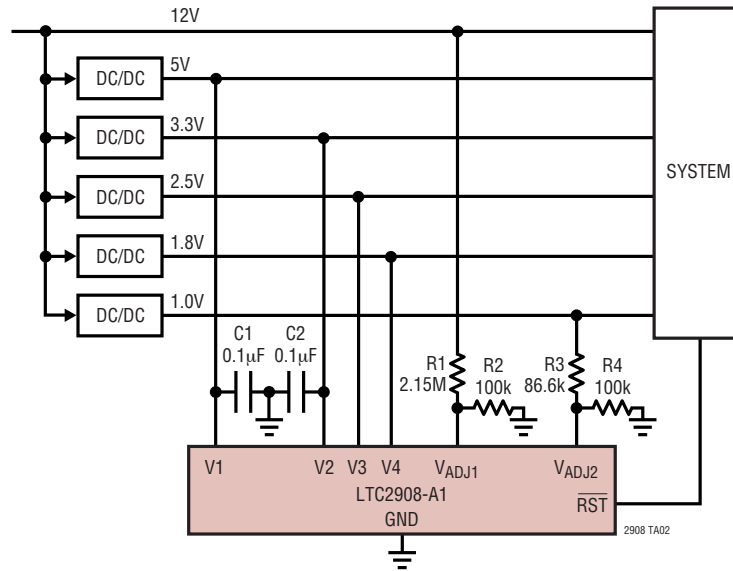 12V
5V
DC/DC
3.3V
DC/DC
2.5V
DC/DC
SYSTEM
1.8V
DC/DC
1.0V
DC/DC
C1
0.1μF
C2
0.1μF
R1
2.15M
R2
100k
R3
86.6k
R4
100k
V1
V2
V3
V4
VADJ1
VADJ2
LTC2908-A1
RST
GND
2908 TA02